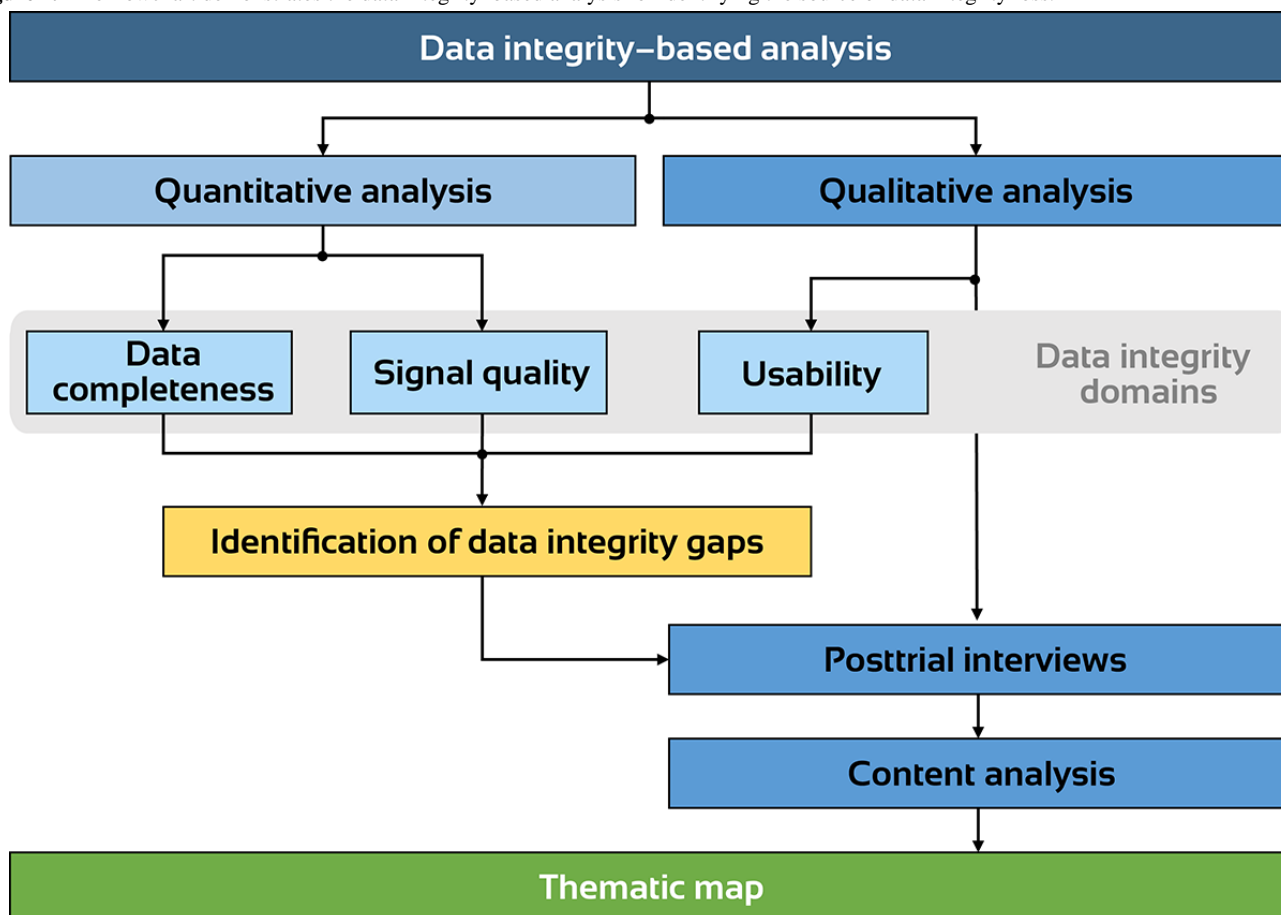 Data integrity–based analysis
Quantitative analysis
Qualitative analysis
Data
completeness
Signal quality
Usability
Data integrity
domains
Identification of data integrity gaps
Posttrial interviews
Content analysis
Thematic map